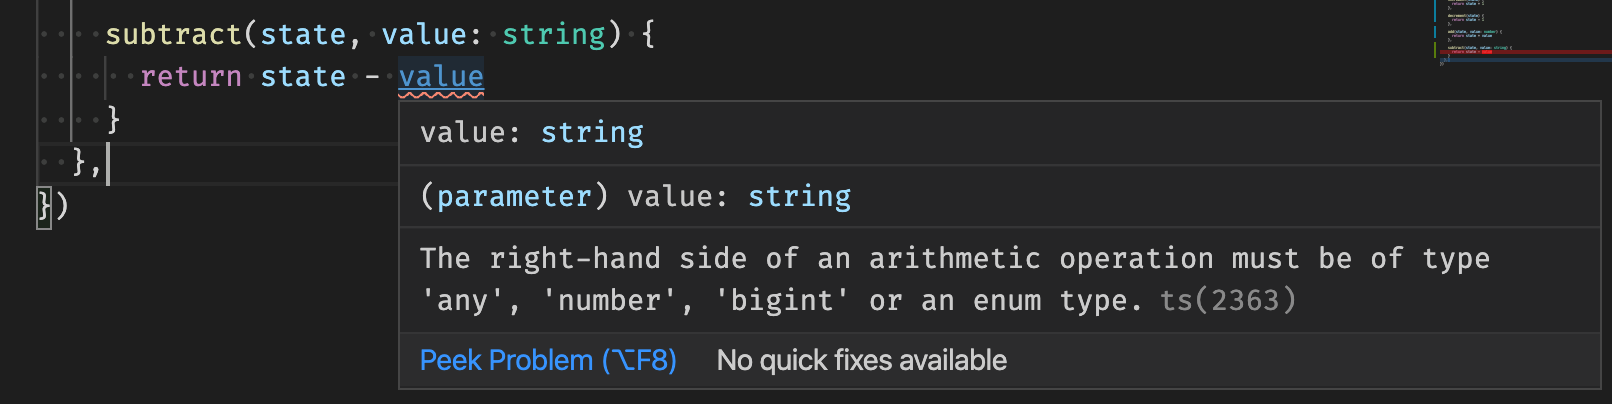 subtract(state, value: string) {
return state - value
}
},
})
value: string
(parameter) value: string
The right-hand side of an arithmetic operation must be of type
'any', 'number', 'bigint' or an enum type. ts(2363)
Peek Problem (⌥F8) No quick fixes available